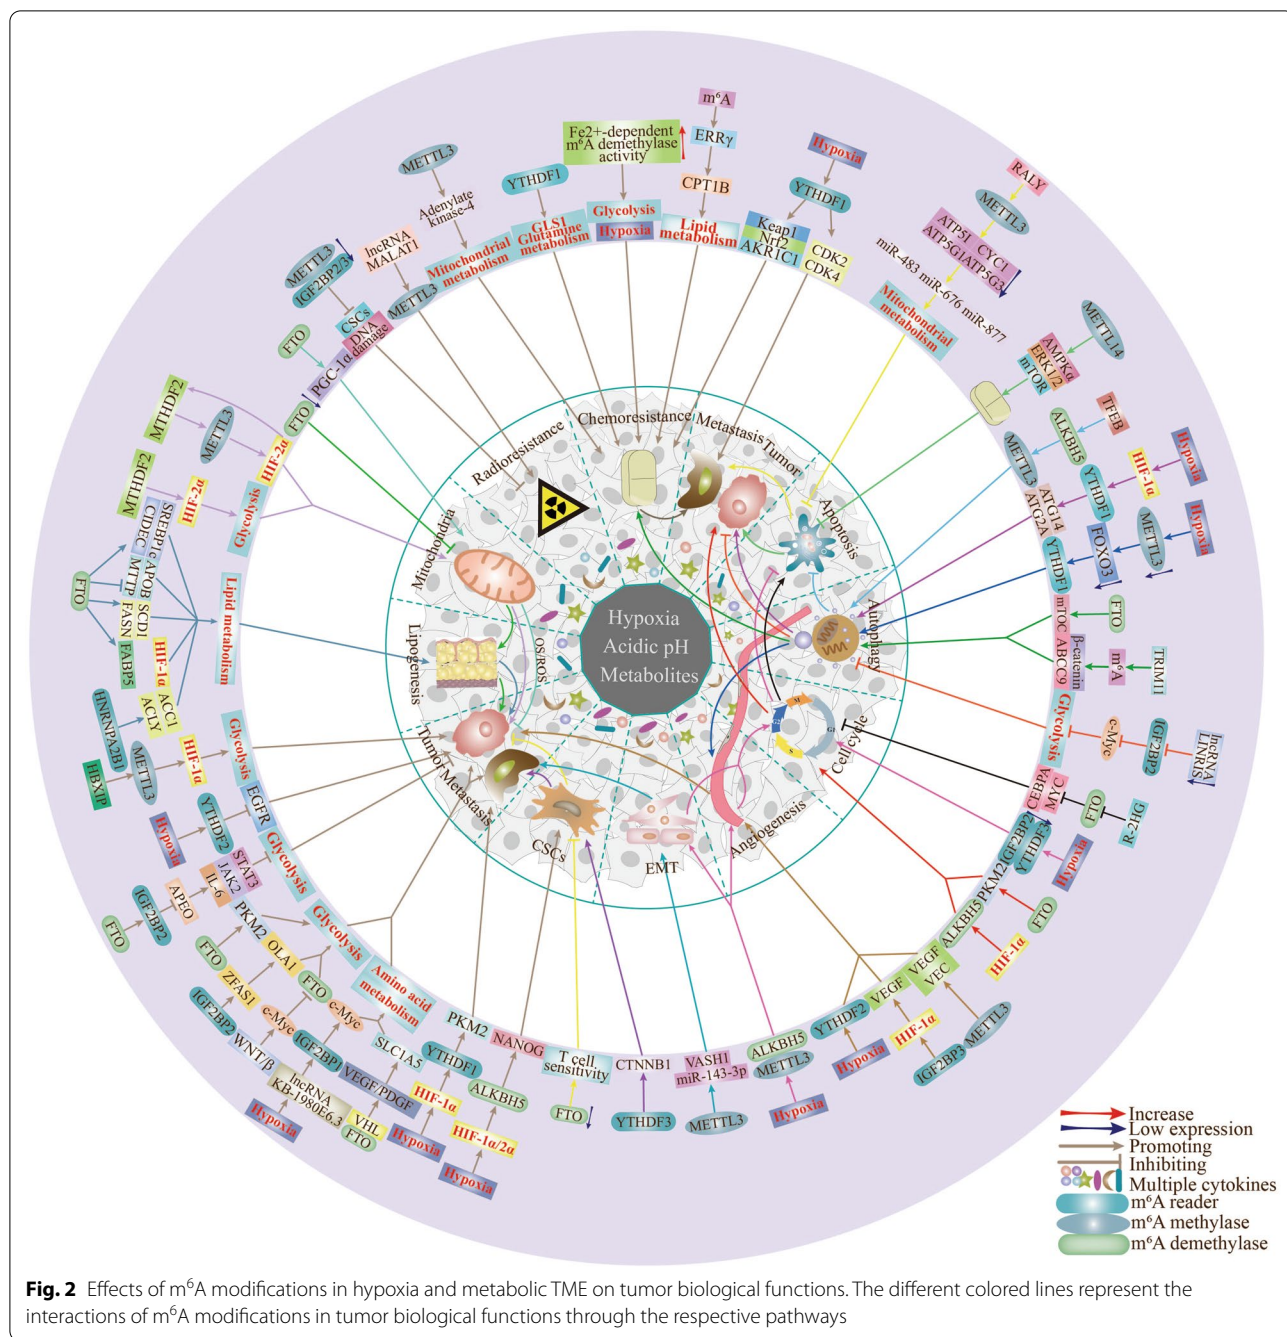 m⁶A
ERRγ
CPT1B
Lipid
metabolism
Fe2+-dependent
m⁶A demethylase
activity
Glycolysis
Hypoxia
YTHDF1
GLS1
Glutamine
metabolism
METTL3
Adenylate
kinase-4
Mitochondrial
metabolism
lncRNA
MALAT1
METTL3
METTL3
IGF2BP2/3
CSCs
DNA
damage
FTO
PGC-1α
FTO
Hypoxia
YTHDF1
Keap1
Nrf2
AKR1C1
CDK2
CDK4
RALY
METTL3
ATP5I CYC1
ATP5G1ATP5G3
miR-483 miR-676 miR-877
Mitochondrial
metabolism
METTL14
AMPKα
ERK1/2
mTOR
TFEB
ALKBH5
METTL3
Hypoxia
HIF-1α
YTHDF1
ATG14
ATG2A
Hypoxia
METTL3
FOXO3
YTHDF1
FTO
mTOC
ABCC9
β-catenin
m⁶A
TRIM11
Glycolysis
c-Myc
IGF2BP2
lncRNA
LINRIS
CEBPA
MYC
FTO
R-2HG
IGF2BP2
YTHDF3
Hypoxia
PKM2
FTO
ALKBH5
HIF-1α
VEGF
VEC
METTL3
IGF2BP3
VEGF
HIF-1α
YTHDF2
Hypoxia
ALKBH5
METTL3
Hypoxia
VASH1
miR-143-3p
METTL3
CTNNB1
YTHDF3
T cell
sensitivity
FTO
NANOG
ALKBH5
HIF-1α/2α
Hypoxia
PKM2
YTHDF1
HIF-1α
Hypoxia
Amino acid
metabolism
SLC1A5
VEGF/PDGF
VHL
FTO
c-Myc
FTO
IGF2BP
lncRNA
KB-1980E6.3
Hypoxia
Glycolysis
OLA1
PKM2
c-Myc
ZFAS1
FTO
IGF2BP2
WNT/β
Glycolysis
STAT3
JAK2
IL-6
APEO
IGF2BP2
FTO
EGFR
YTHDF2
Hypoxia
Glycolysis
HIF-1α
METTL3
HBXIP
HNRNPA2B1
ACC1
ACLY
HIF-1α
Lipid metabolism
SREBP1c
CIDEC
APOB
MTTP
SCD1
FASN
FABP5
FTO
Glycolysis
HIF-2α
MTHDF2
HIF-2α
METTL3
MTHDF2
Radioresistance
Chemoresistance
Metastasis
Tumor
Apoptosis
Autophagy
Cell cycle
M
G1
S
G2
Angiogenesis
EMT
CSCs
Metastasis
Tumor
Lipogenesis
Mitochondria
OS/ROS
Hypoxia
Acidic pH
Metabolites
Increase
Low expression
Promoting
Inhibiting
Multiple cytokines
m⁶A reader
m⁶A methylase
m⁶A demethylase
Fig. 2 Effects of m⁶A modifications in hypoxia and metabolic TME on tumor biological functions. The different colored lines represent the
interactions of m⁶A modifications in tumor biological functions through the respective pathways